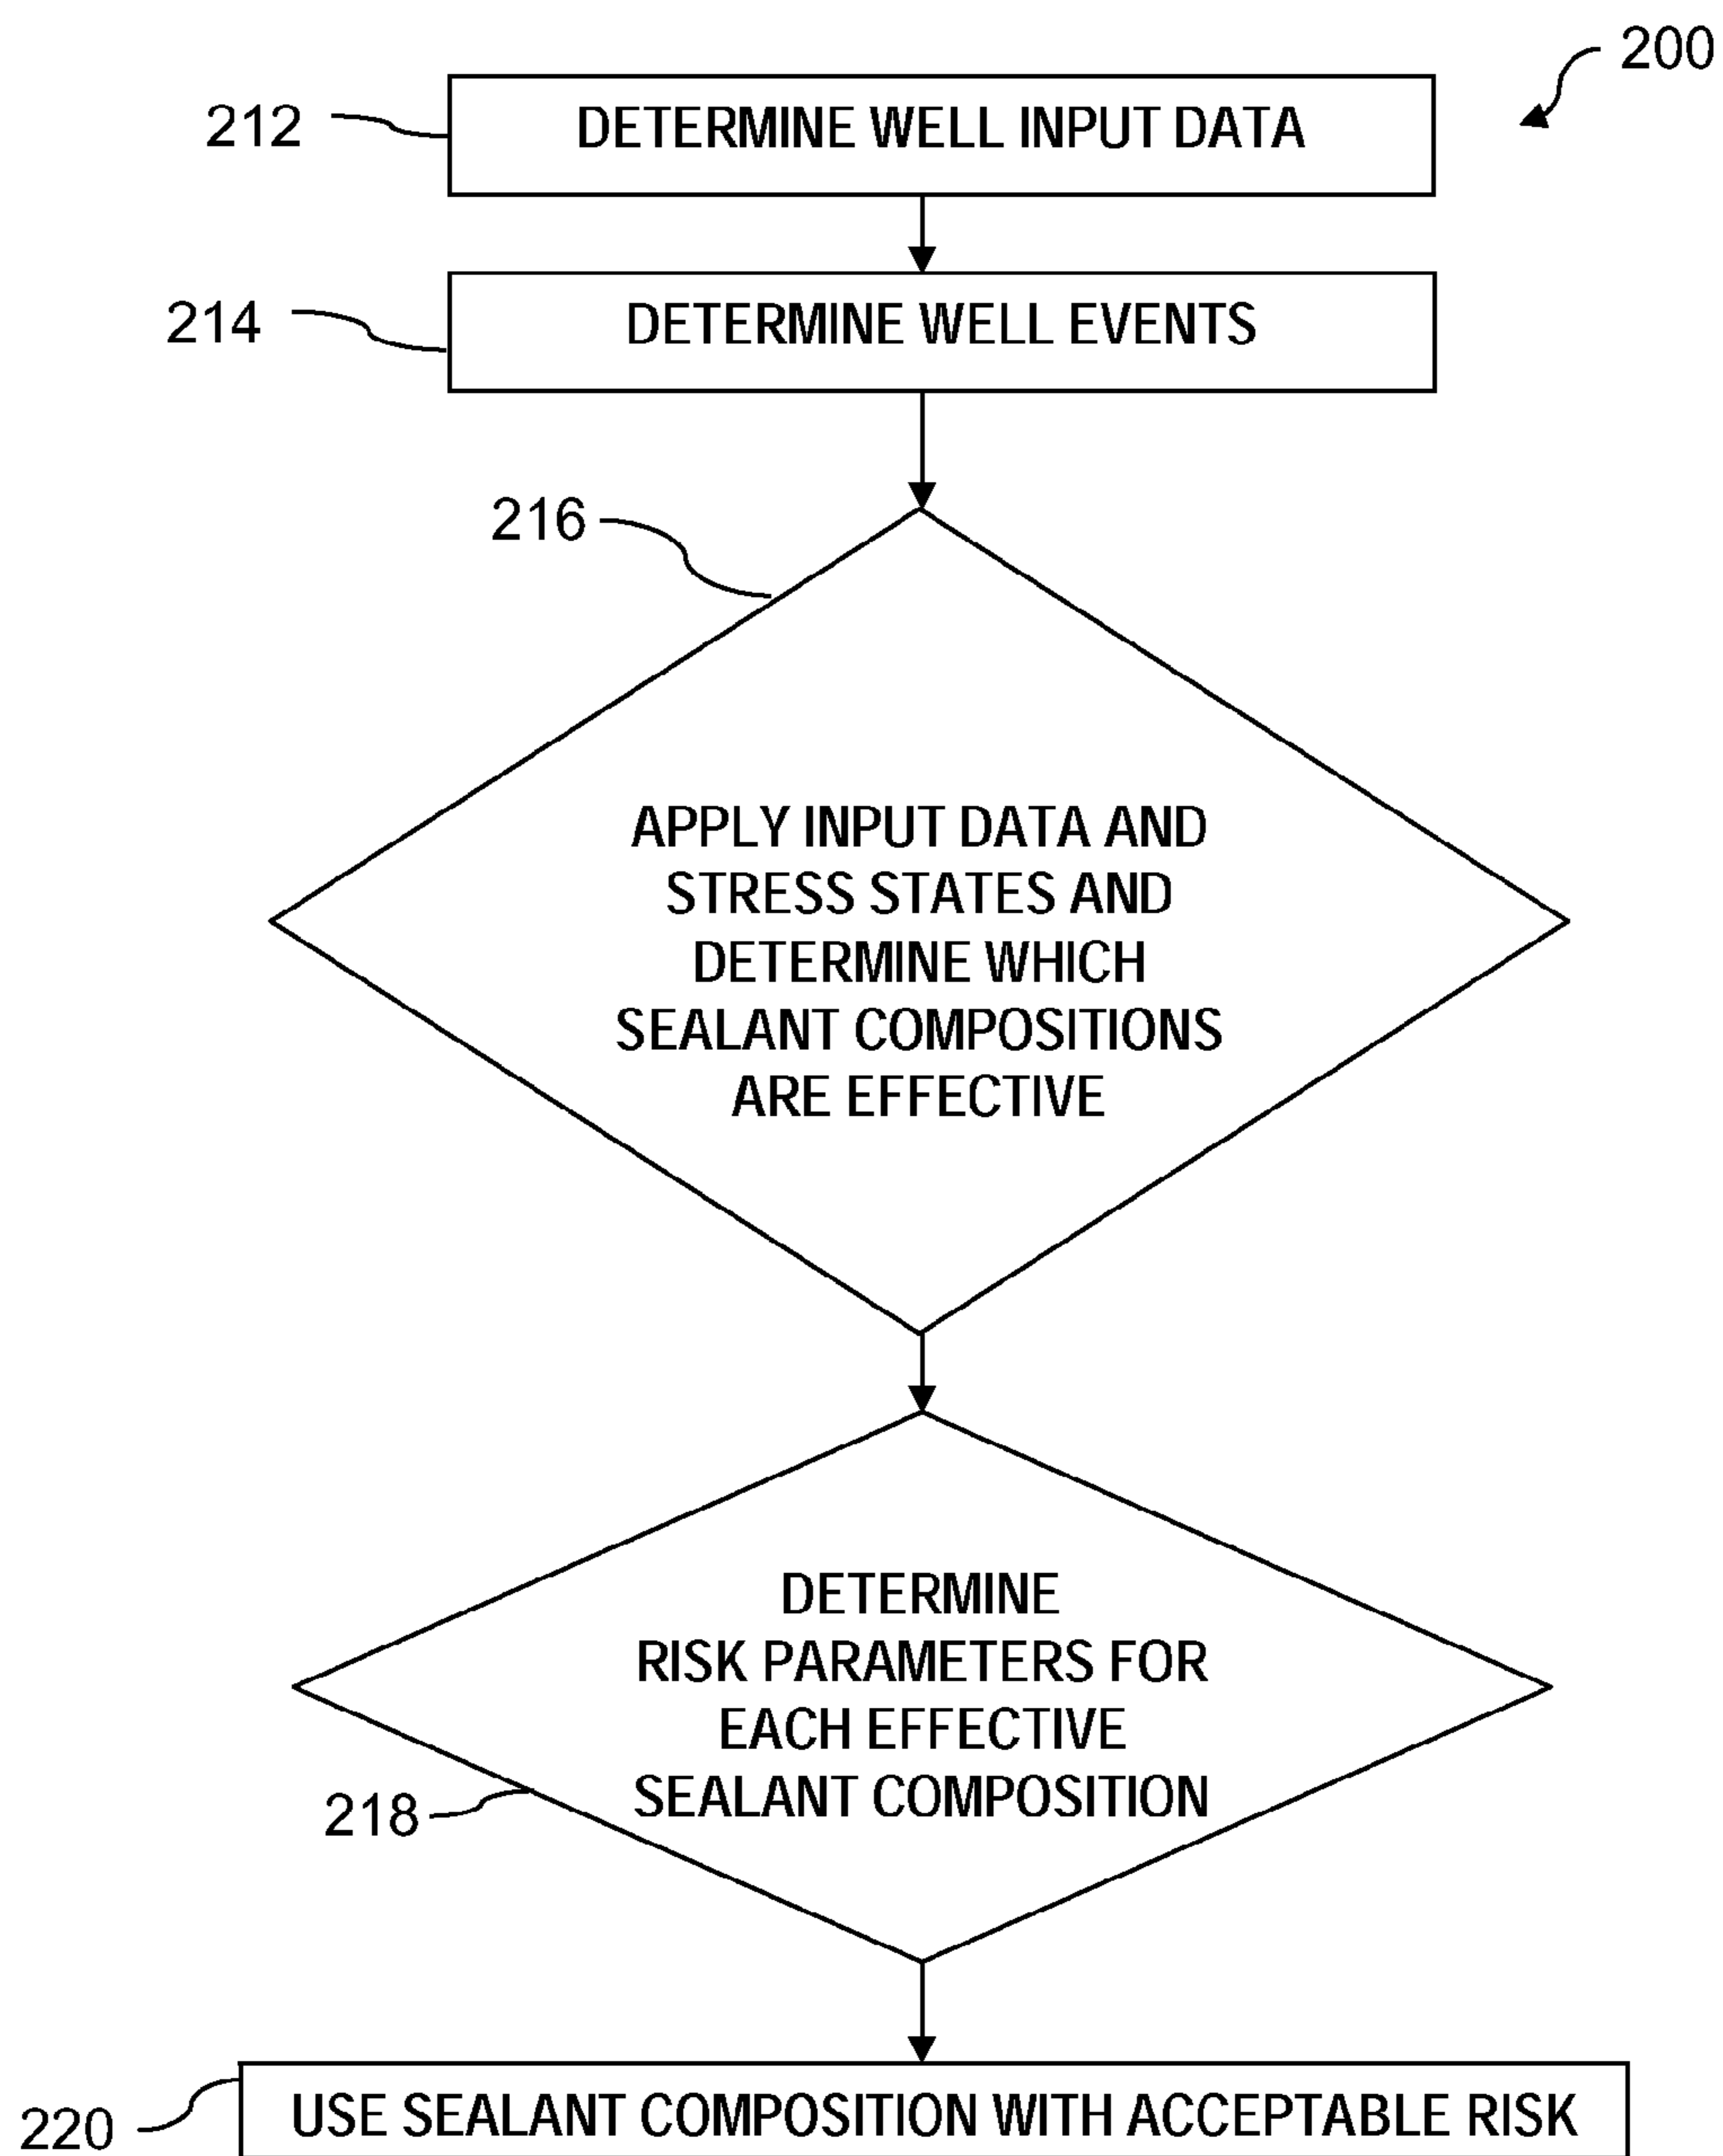 200
212
DETERMINE WELL INPUT DATA
214
DETERMINE WELL EVENTS
216
APPLY INPUT DATA AND
STRESS STATES AND
DETERMINE WHICH
SEALANT COMPOSITIONS
ARE EFFECTIVE
DETERMINE
RISK PARAMETERS FOR
EACH EFFECTIVE
SEALANT COMPOSITION
218
220
USE SEALANT COMPOSITION WITH ACCEPTABLE RISK